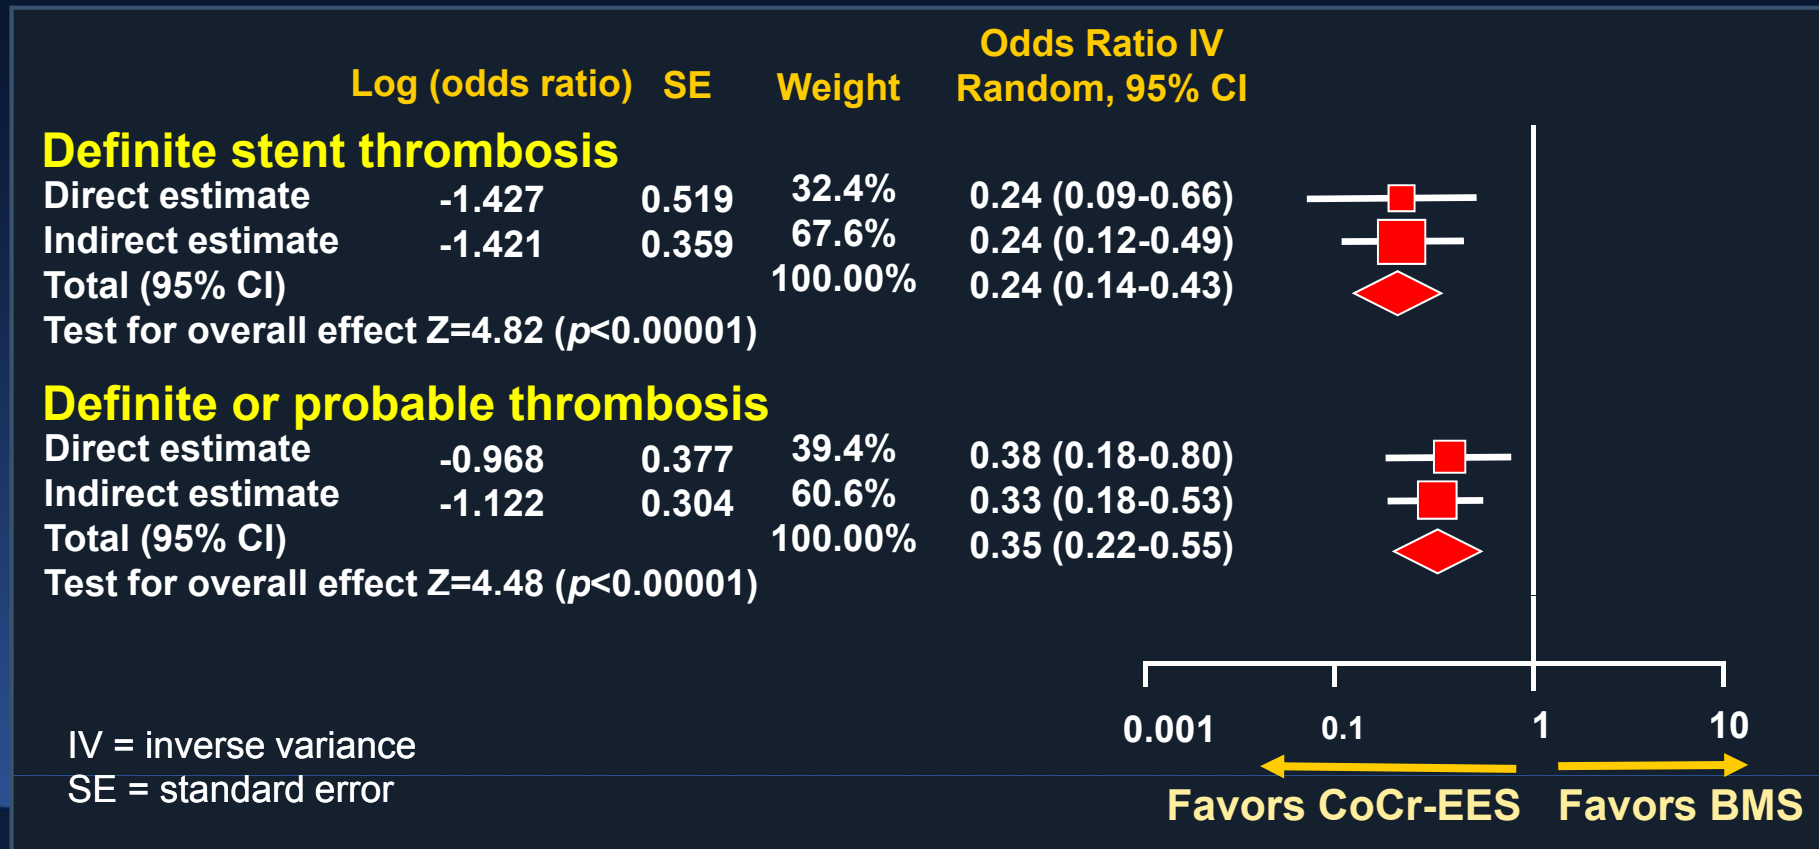 Odds Ratio IV
Log (odds ratio) SE Weight Random, 95% CI
Definite stent thrombosis
Direct estimate -1.427 0.519 32.4% 0.24 (0.09-0.66)
Indirect estimate -1.421 0.359 67.6% 0.24 (0.12-0.49)
Total (95% CI) 100.00% 0.24 (0.14-0.43)
Test for overall effect Z=4.82 (p<0.00001)
Definite or probable thrombosis
Direct estimate -0.968 0.377 39.4% 0.38 (0.18-0.80)
Indirect estimate -1.122 0.304 60.6% 0.33 (0.18-0.53)
Total (95% CI) 100.00% 0.35 (0.22-0.55)
Test for overall effect Z=4.48 (p<0.00001)
0.001 0.1 1 10
IV = inverse variance
SE = standard error
Favors CoCr-EES Favors BMS